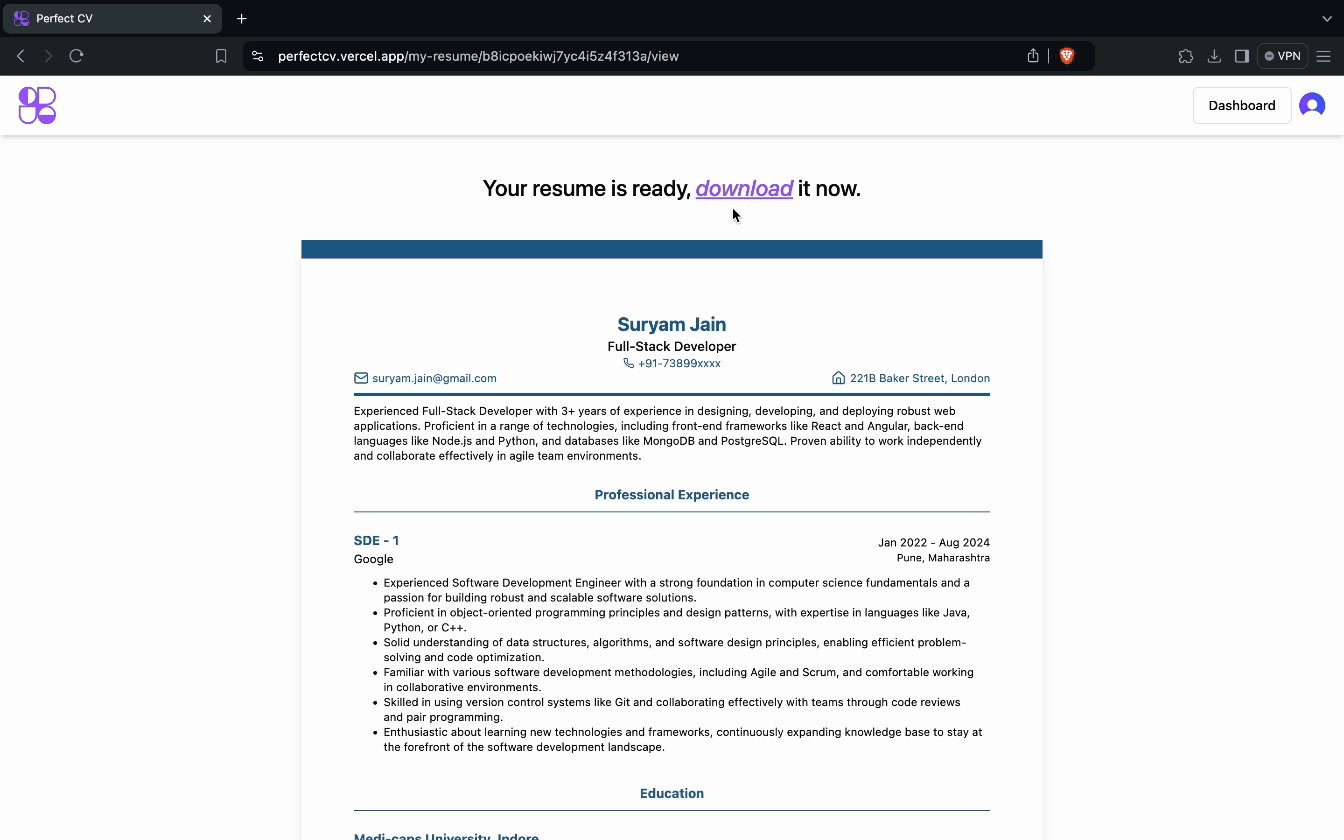 Perfect CV
perfectcv.vercel.app/my-resume/b8icpoekiwj7yc4i5z4f313a/view
VPN
Dashboard
Your resume is ready, download it now.
Suryam Jain
Full-Stack Developer
+91-73899xxxx
suryam.jain@gmail.com 221B Baker Street, London
Experienced Full-Stack Developer with 3+ years of experience in designing, developing, and deploying robust web
applications. Proficient in a range of technologies, including front-end frameworks like React and Angular, back-end
languages like Node.js and Python, and databases like MongoDB and PostgreSQL. Proven ability to work independently
and collaborate effectively in agile team environments.
Professional Experience
SDE - 1 Jan 2022 - Aug 2024
Google Pune, Maharashtra
• Experienced Software Development Engineer with a strong foundation in computer science fundamentals and a
passion for building robust and scalable software solutions.
• Proficient in object-oriented programming principles and design patterns, with expertise in languages like Java,
Python, or C++.
• Solid understanding of data structures, algorithms, and software design principles, enabling efficient problem-
solving and code optimization.
• Familiar with various software development methodologies, including Agile and Scrum, and comfortable working
in collaborative environments.
• Skilled in using version control systems like Git and collaborating effectively with teams through code reviews
and pair programming.
• Enthusiastic about learning new technologies and frameworks, continuously expanding knowledge base to stay at
the forefront of the software development landscape.
Education
Medi-caps University, Indore